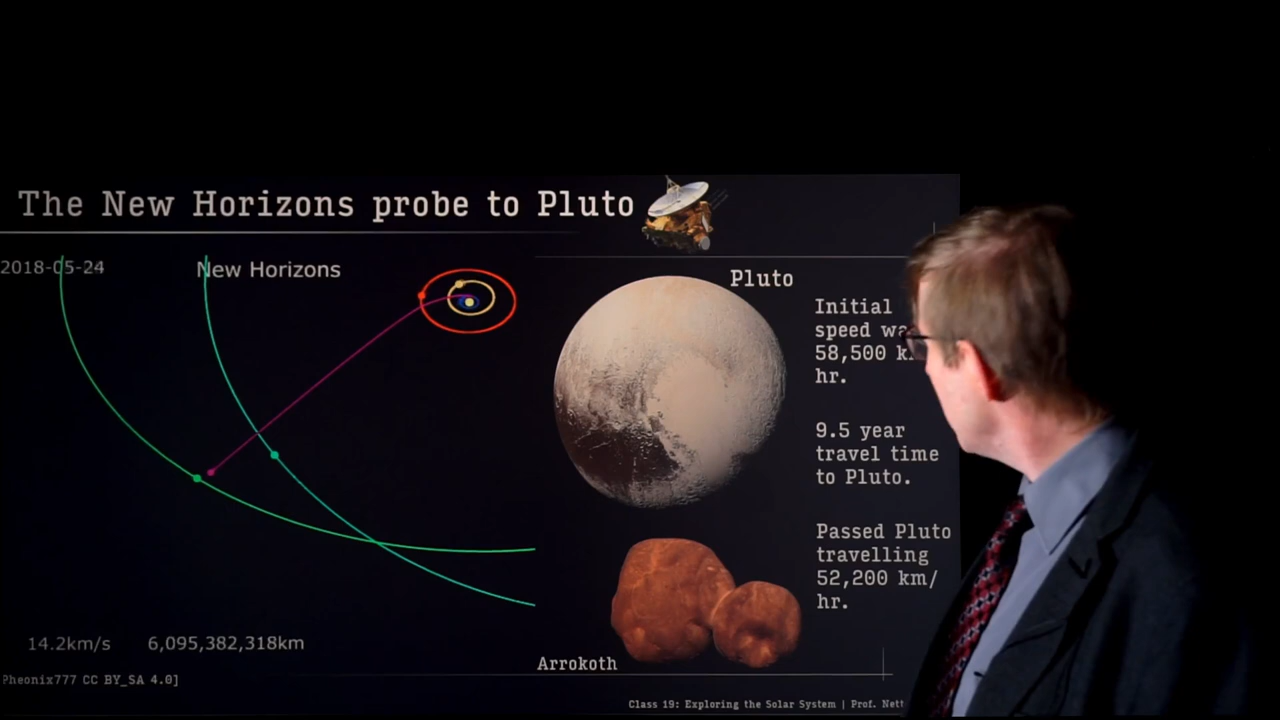 The New Horizons probe to Pluto
2018-05-24
New Horizons
Pluto
Initial
speed
58,500
hr.
9.5 year
travel time
to Pluto.
Passed Pluto
travelling
52,200 km/
hr.
14.2km/s
6,095,382,318km
Arrokoth
Pheonix777 CC BY_SA 4.0]
Class 19: Exploring the Solar System | Prof.